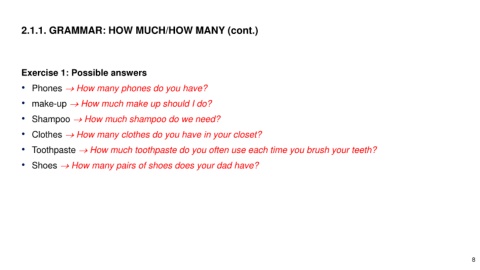 2.1.1. GRAMMAR: HOW MUCH/HOW MANY (cont.)
Exercise 1: Possible answers
• Phones → How many phones do you have?
• make-up → How much make up should I do?
• Shampoo → How much shampoo do we need?
• Clothes → How many clothes do you have in your closet?
• Toothpaste → How much toothpaste do you often use each time you brush your teeth?
• Shoes → How many pairs of shoes does your dad have?
8